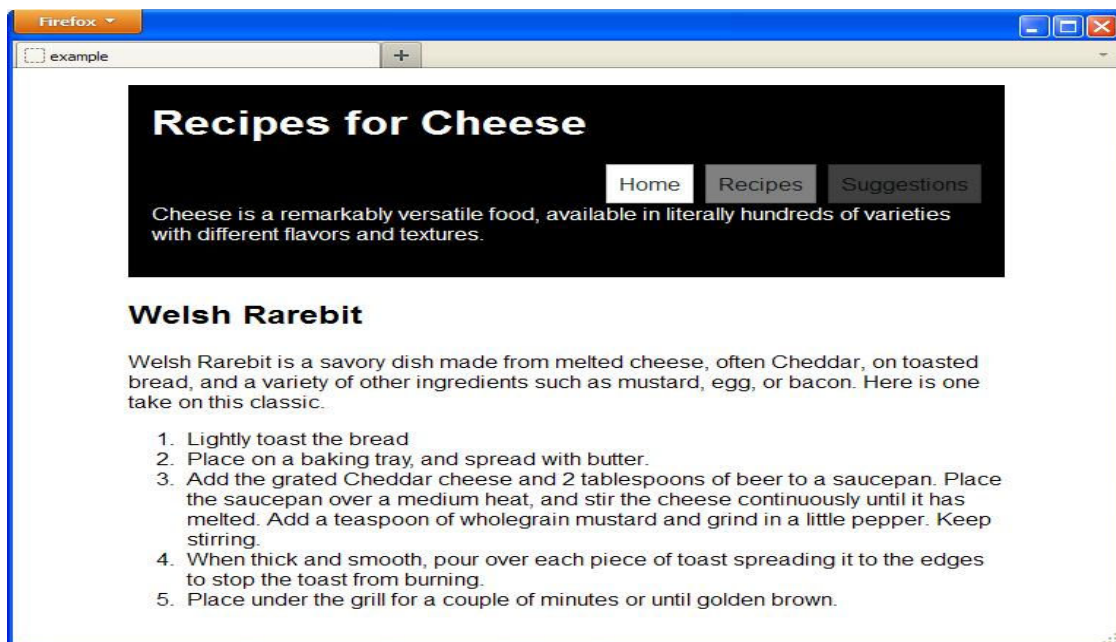 Firefox
example
Recipes for Cheese
Home Recipes Suggestions
Cheese is a remarkably versatile food, available in literally hundreds of varieties
with different flavors and textures.
Welsh Rarebit
Welsh Rarebit is a savory dish made from melted cheese, often Cheddar, on toasted
bread, and a variety of other ingredients such as mustard, egg, or bacon. Here is one
take on this classic.
1. Lightly toast the bread
2. Place on a baking tray, and spread with butter.
3. Add the grated Cheddar cheese and 2 tablespoons of beer to a saucepan. Place
the saucepan over a medium heat, and stir the cheese continuously until it has
melted. Add a teaspoon of wholegrain mustard and grind in a little pepper. Keep
stirring.
4. When thick and smooth, pour over each piece of toast spreading it to the edges
to stop the toast from burning.
5. Place under the grill for a couple of minutes or until golden brown.